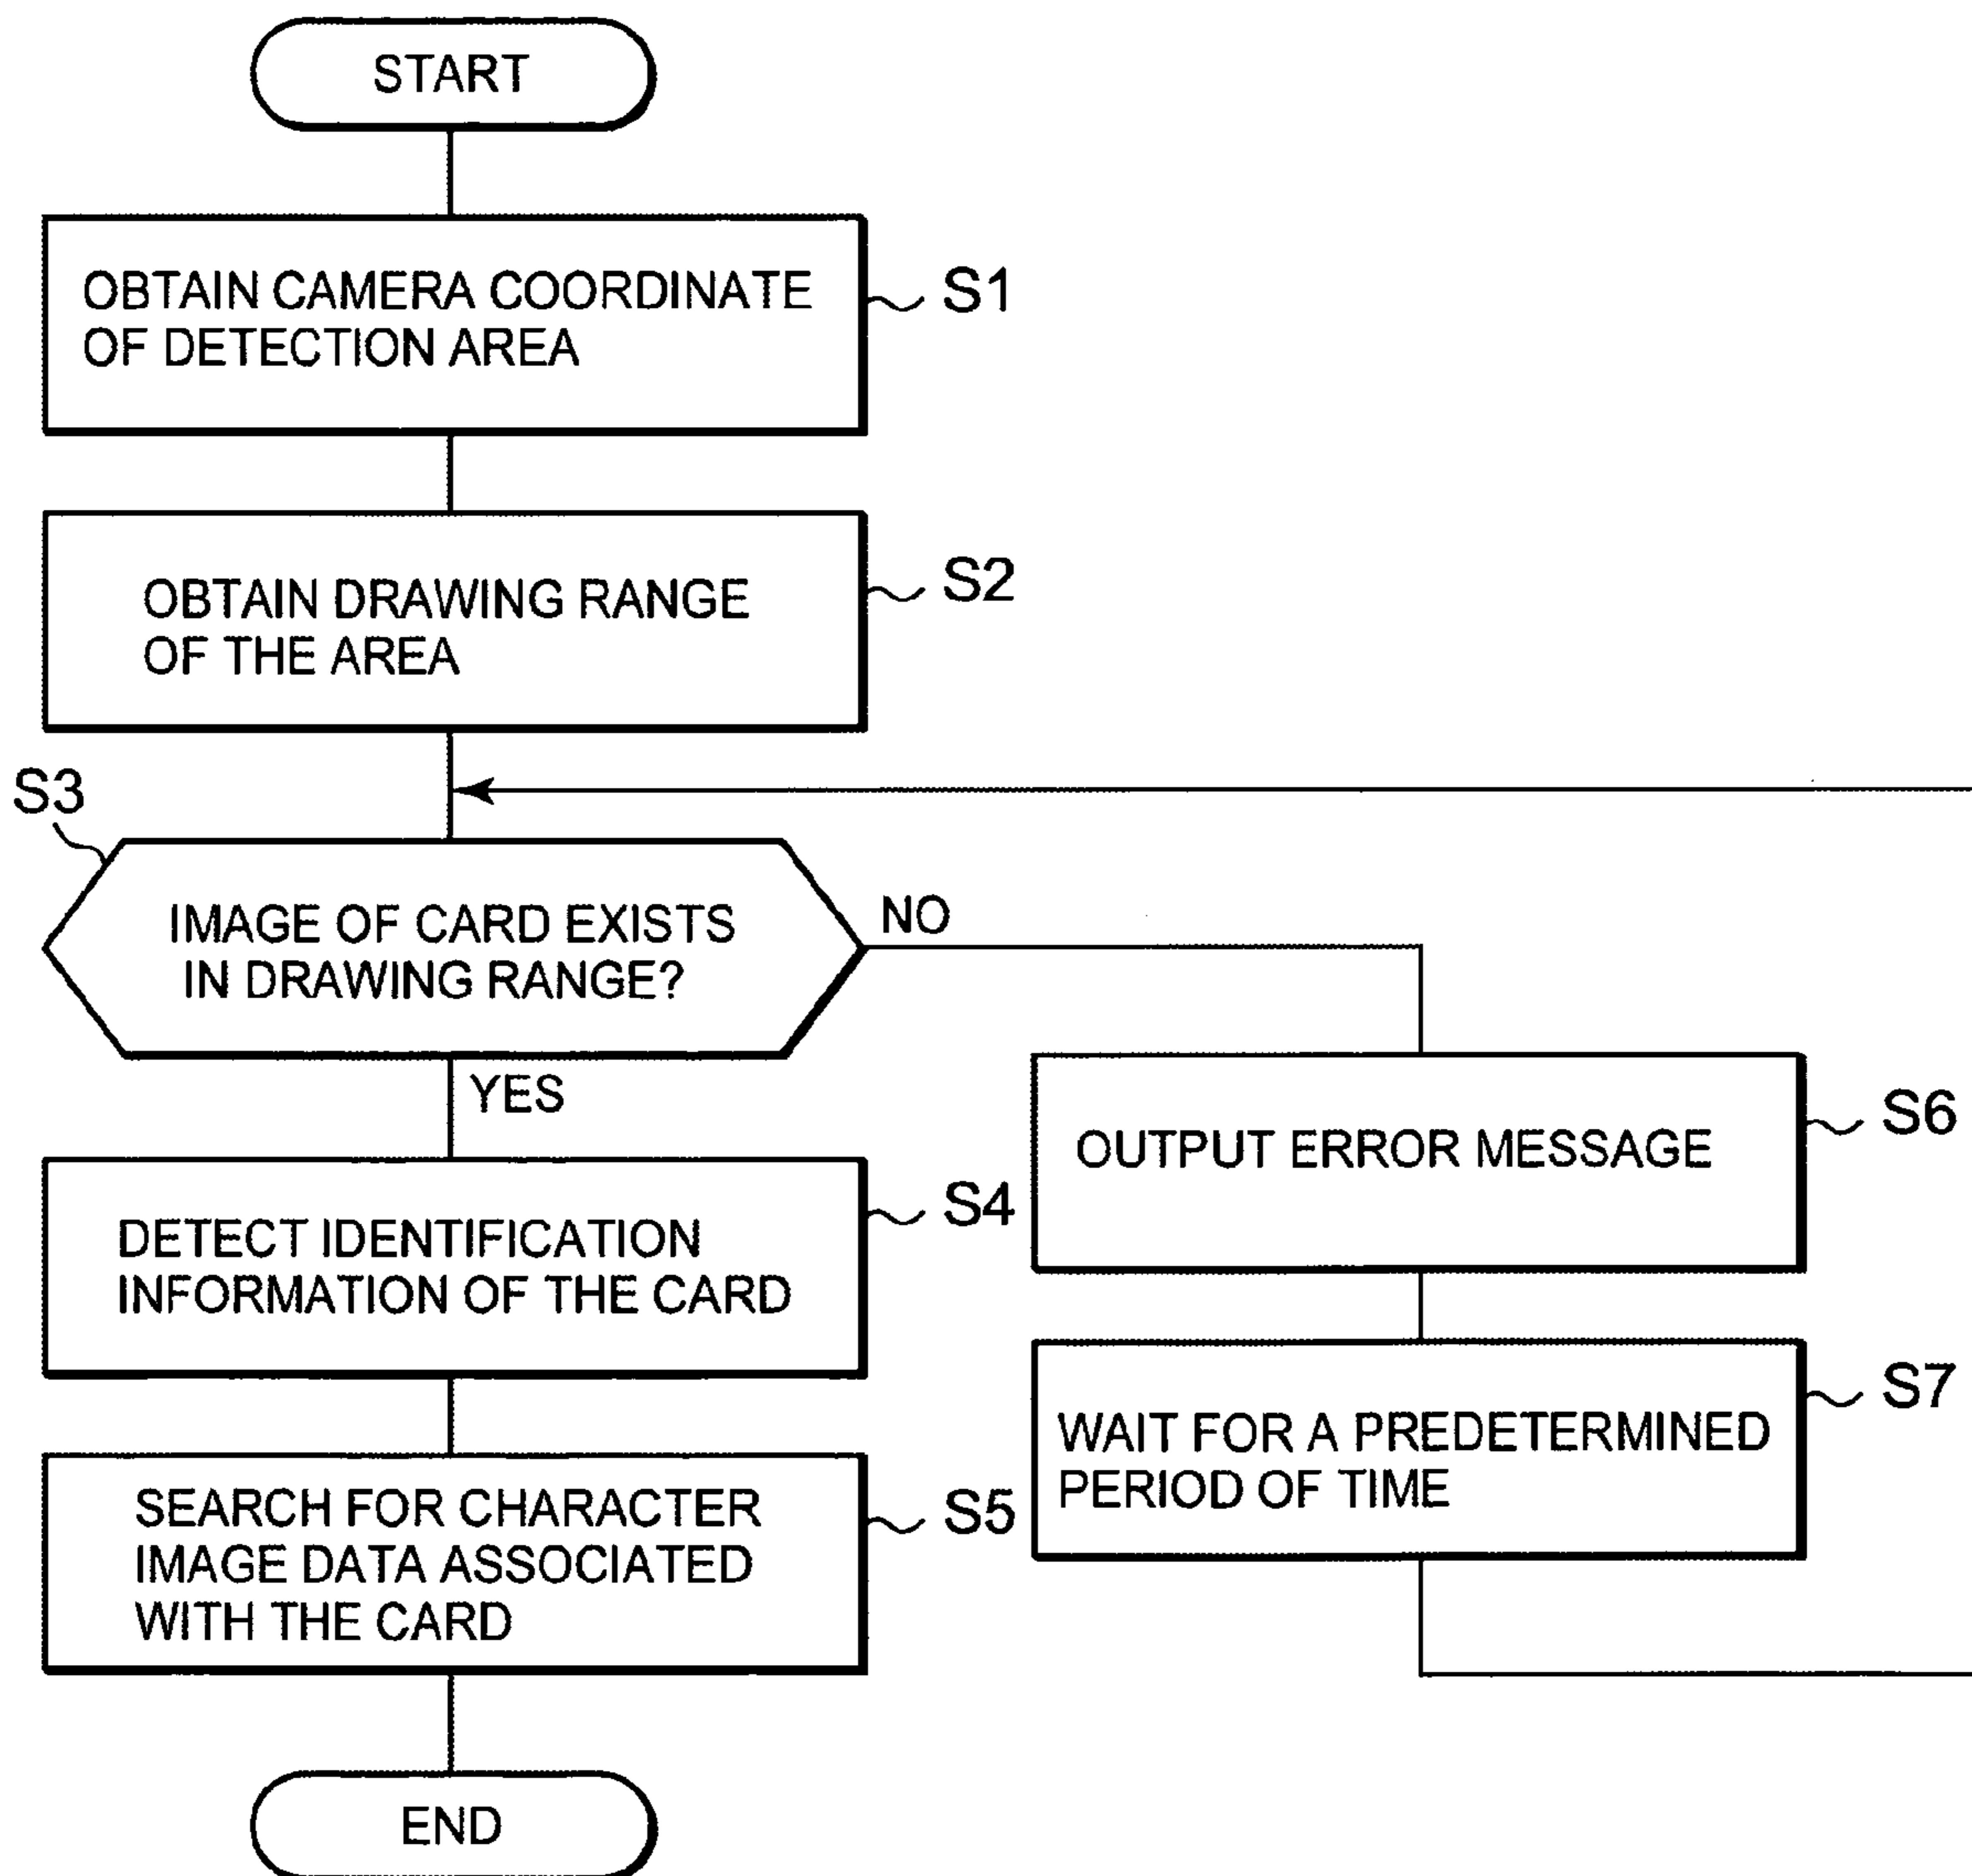 START
OBTAIN CAMERA COORDINATE
OF DETECTION AREA
S1
OBTAIN DRAWING RANGE
OF THE AREA
S2
S3
IMAGE OF CARD EXISTS
IN DRAWING RANGE?
NO
YES
DETECT IDENTIFICATION
INFORMATION OF THE CARD
S4
SEARCH FOR CHARACTER
IMAGE DATA ASSOCIATED
WITH THE CARD
S5
OUTPUT ERROR MESSAGE
S6
WAIT FOR A PREDETERMINED
PERIOD OF TIME
S7
END